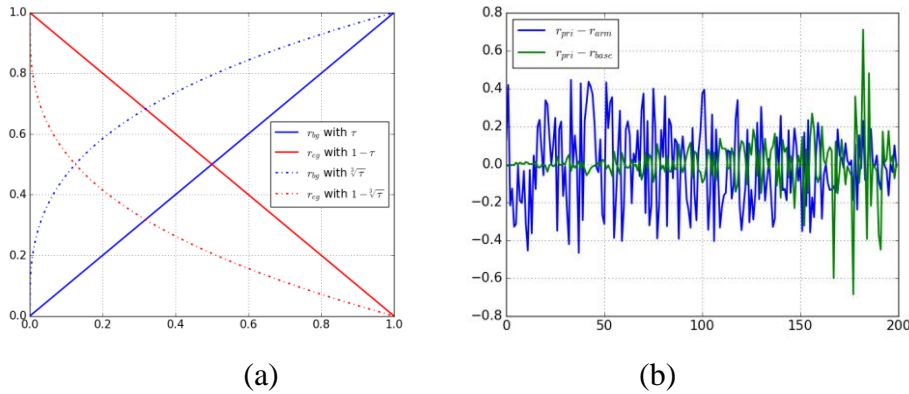 1.0
0.8
0.6
0.4
0.2
0.0
r_bg with τ
r_cg with 1 − τ
r_bg with ∛τ
r_cg with 1 − ∛τ
0.0 0.2 0.4 0.6 0.8 1.0
(a)
0.8
0.6
0.4
0.2
0.0
−0.2
−0.4
−0.6
−0.8
r_pri − r_arm
r_pri − r_base
0 50 100 150 200
(b)